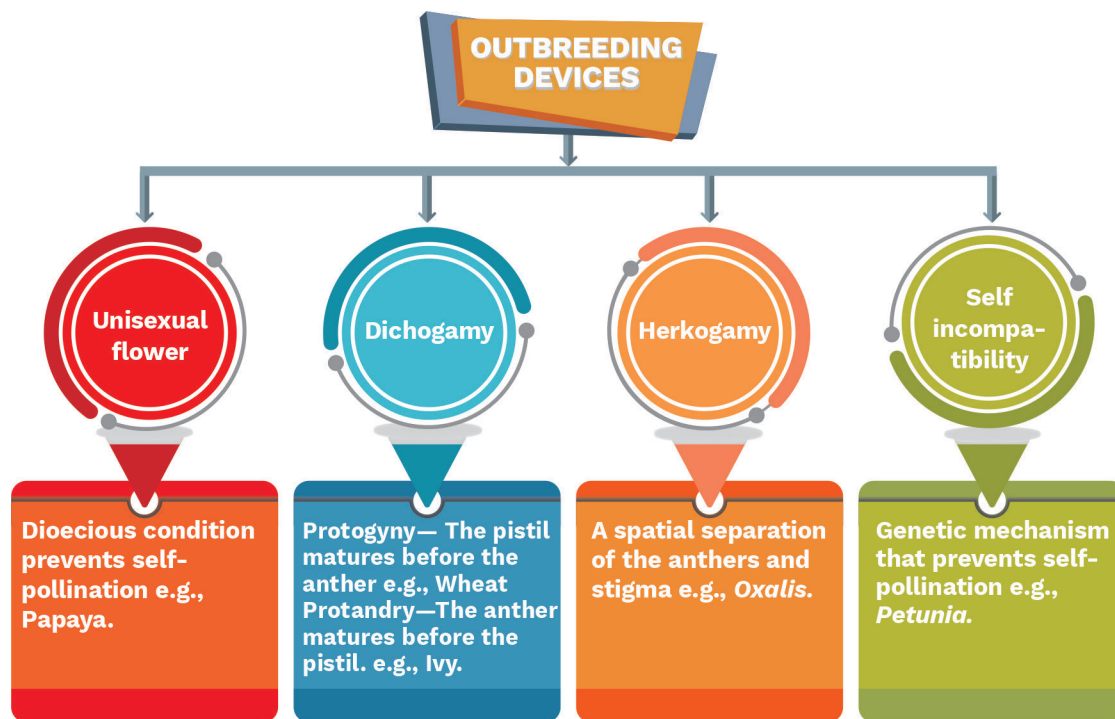 OUTBREEDING
DEVICES
Unisexual
flower
Dichogamy
Herkogamy
Self
incompa-
tibility
Dioecious condition
prevents self-
pollination e.g.,
Papaya.
Protogyny— The pistil
matures before the
anther e.g., Wheat
Protandry—The anther
matures before the
pistil. e.g., Ivy.
A spatial separation
of the anthers and
stigma e.g., Oxalis.
Genetic mechanism
that prevents self-
pollination e.g.,
Petunia.